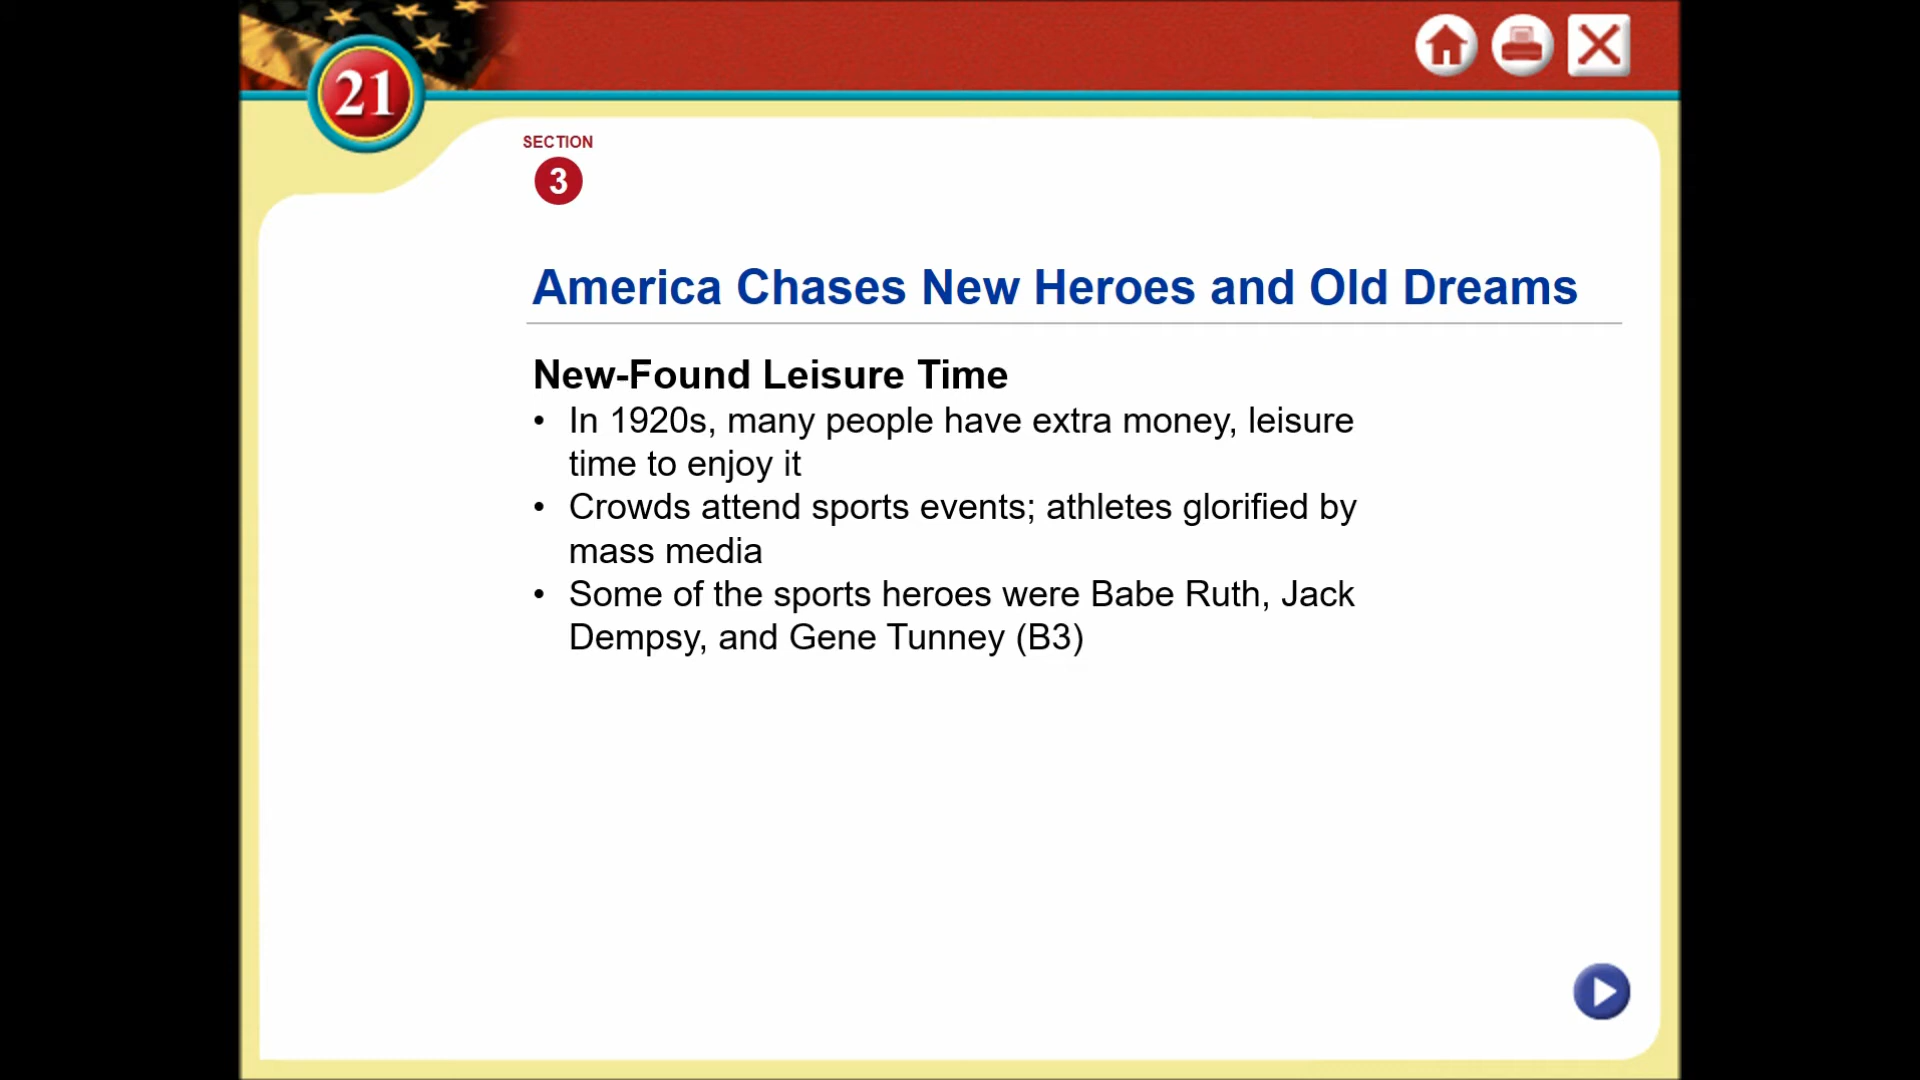 21
SECTION
3
America Chases New Heroes and Old Dreams
New-Found Leisure Time
• In 1920s, many people have extra money, leisure
time to enjoy it
• Crowds attend sports events; athletes glorified by
mass media
• Some of the sports heroes were Babe Ruth, Jack
Dempsy, and Gene Tunney (B3)